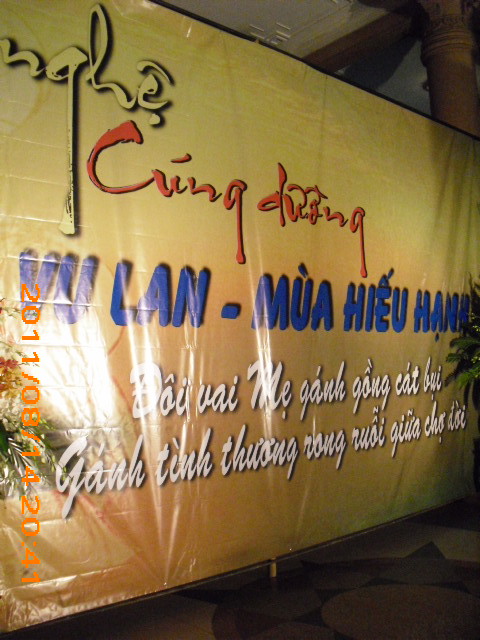 nghệ
Cúng dường
VU LAN - MÙA HIẾU HẠNH
Đôi vai Mẹ gánh gồng cát bụi
Gánh tình thương rong ruỗi giữa chợ đời
2011/08/14 20:41